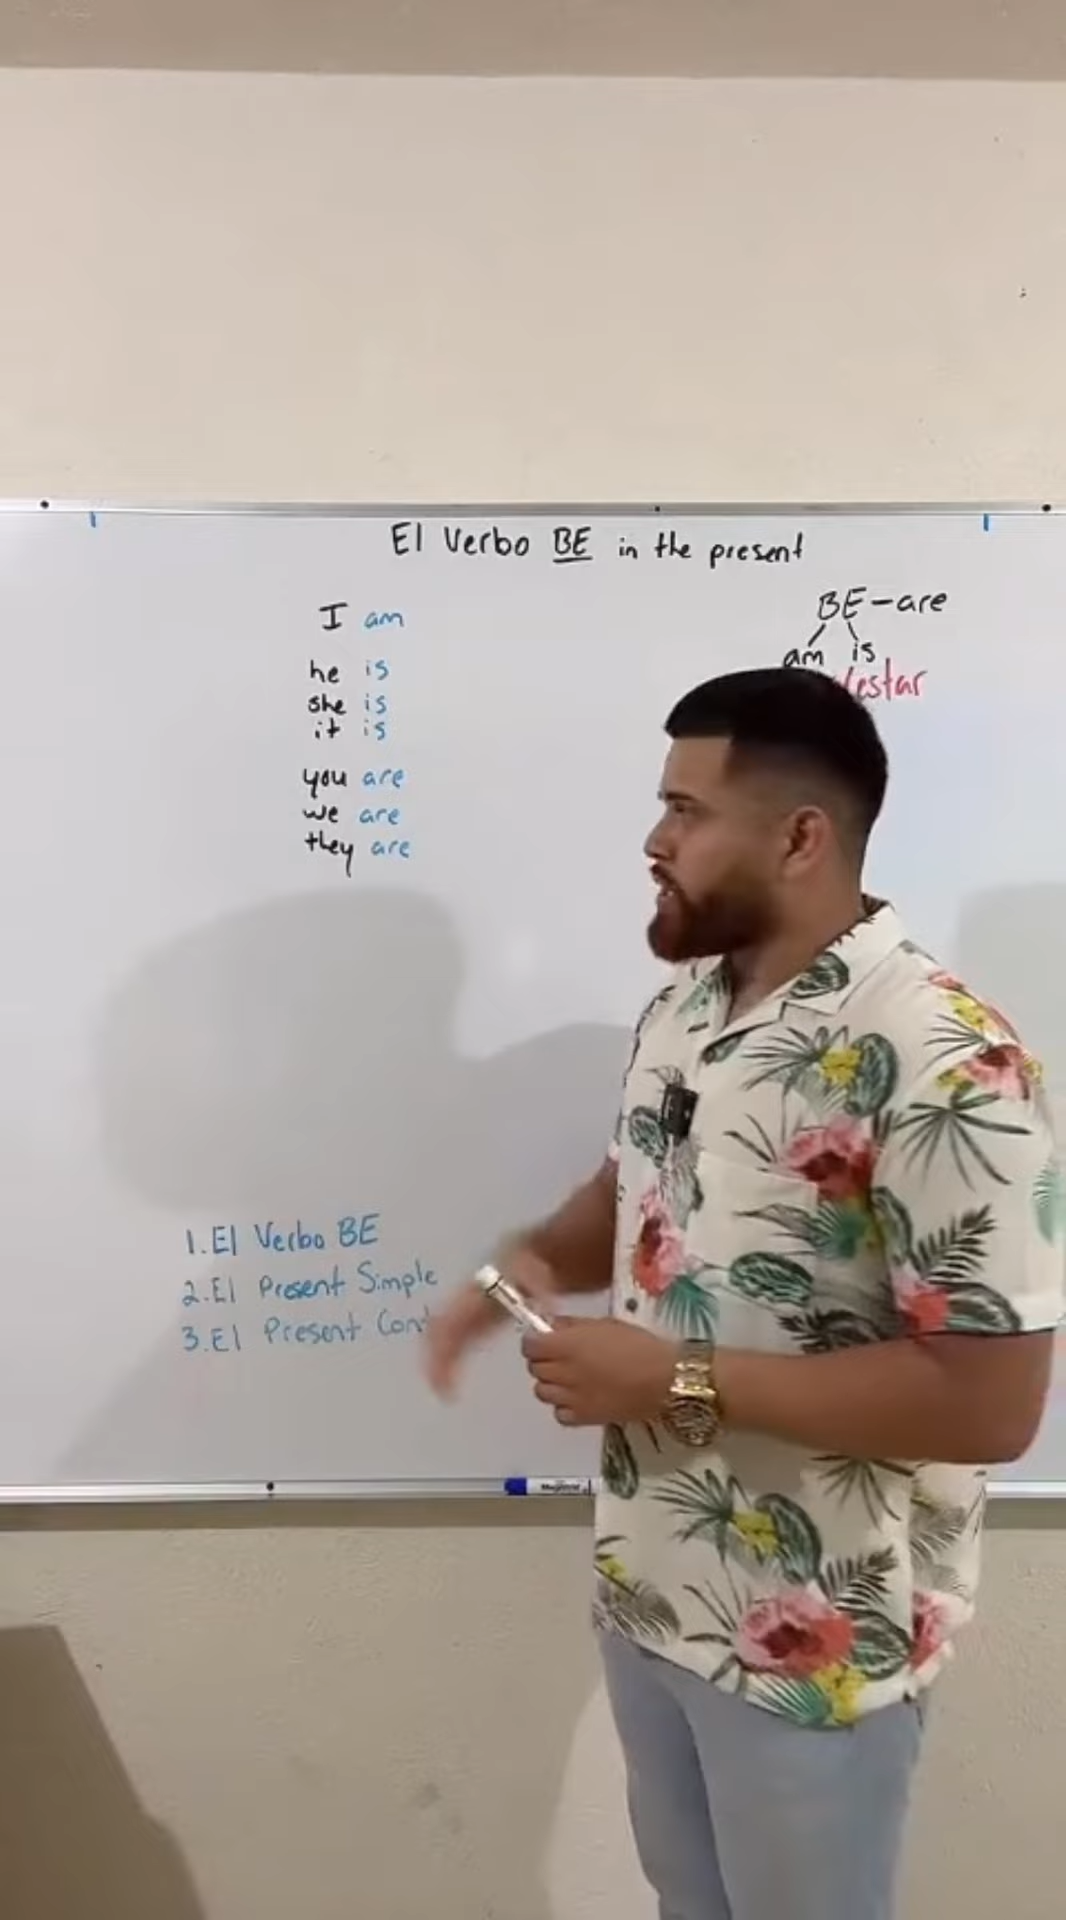 El Verbo BE in the present
I am
he is
she is
it is
you are
we are
they are
BE-are
am is
/estar
1. El Verbo BE
2. El Present Simple
3. El Present